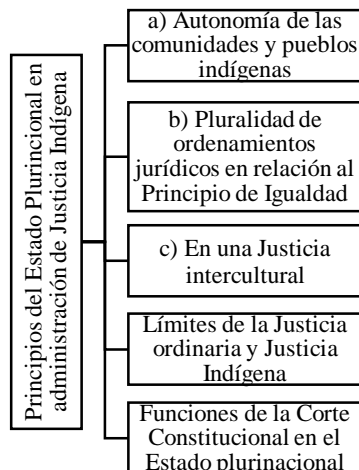 Principios del Estado Plurincional en
administración de Justicia Indígena
a) Autonomía de las
comunidades y pueblos
indígenas
b) Pluralidad de
ordenamientos
jurídicos en relación al
Principio de Igualdad
c) En una Justicia
intercultural
Límites de la Justicia
ordinaria y Justicia
Indígena
Funciones de la Corte
Constitucional en el
Estado plurinacional